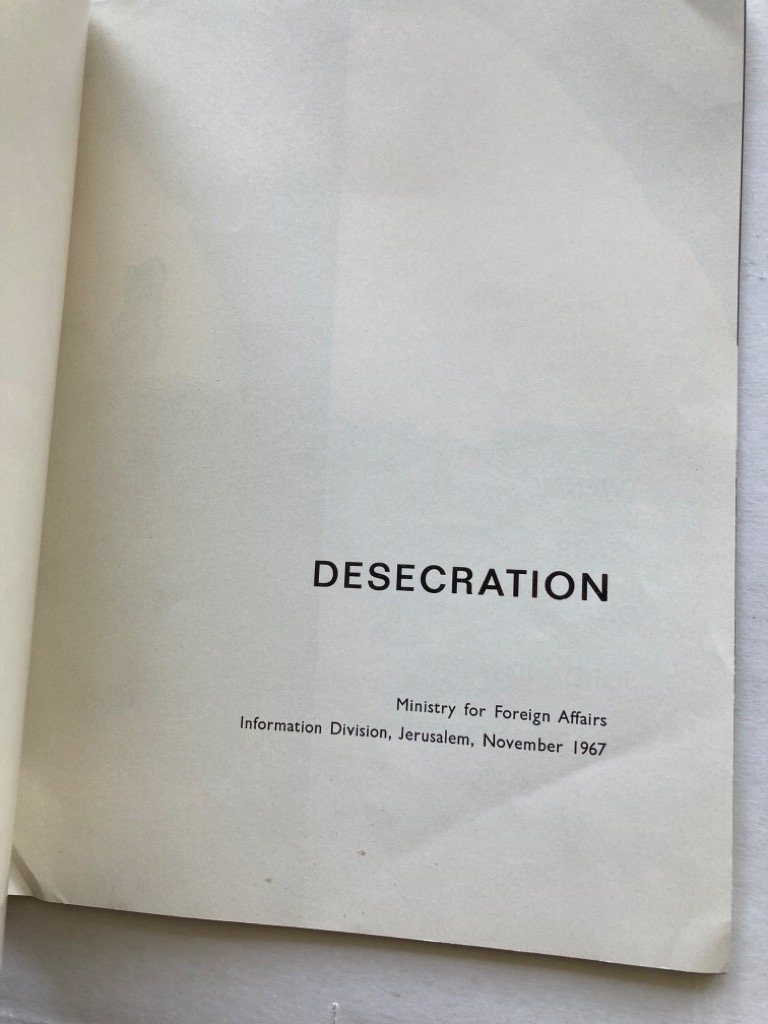 DESECRATION
Ministry for Foreign Affairs
Information Division, Jerusalem, November 1967